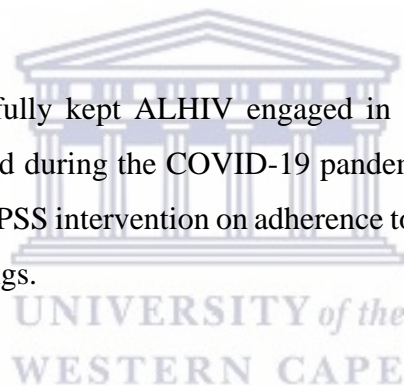 fully kept ALHIV engaged in
d during the COVID-19 pandem
PSS intervention on adherence to
gs.
UNIVERSITY of the
WESTERN CAPE